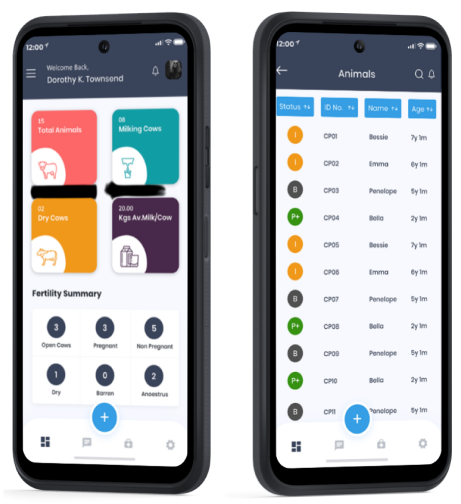 12:00
Welcome Back,
Dorothy K. Townsend
15
Total Animals
08
Milking Cows
02
Dry Cows
20.00
Kgs Av.Milk/Cow
Fertility Summary
3
Open Cows
3
Pregnant
5
Non Pregnant
1
Dry
0
Barren
2
Anoestrus
+
12:00
Animals
Status ID No. Name Age
I CP01 Bessie 7y 1m
I CP02 Emma 6y 1m
B CP03 Penelope 5y 1m
P+ CP04 Bella 2y 1m
I CP05 Bessie 7y 1m
I CP06 Emma 6y 1m
B CP07 Penelope 5y 1m
P+ CP08 Bella 2y 1m
B CP09 Penelope 5y 1m
P+ CP10 Bella 2y 1m
B CP11 Penelope 5y 1m
+